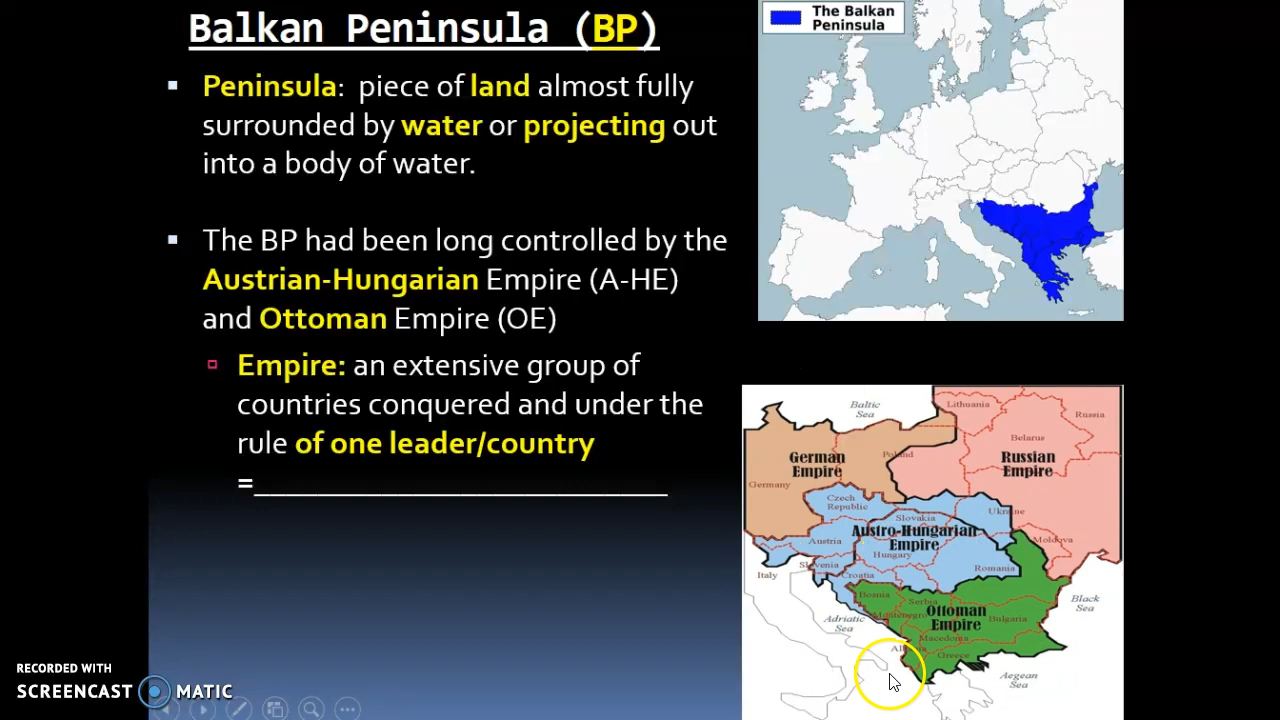 Balkan Peninsula (BP)
Peninsula: piece of land almost fully
surrounded by water or projecting out
into a body of water.
The BP had been long controlled by the
Austrian-Hungarian Empire (A-HE)
and Ottoman Empire (OE)
Empire: an extensive group of
countries conquered and under the
rule of one leader/country
=________________________________
The Balkan
Peninsula
Baltic
Sea
Lithuania
Russia
Belarus
German
Empire
Poland
Russian
Empire
Germany
Czech
Republic
Slovakia
Ukraine
Austro-Hungarian
Empire
Austria
Hungary
Moldova
Slovenia
Italy
Croatia
Romania
Bosnia
Serbia
Black
Sea
Ottoman
Empire
Montenegro
Bulgaria
Adriatic
Sea
Macedonia
Greece
Aegean
Sea
RECORDED WITH
SCREENCAST MATIC